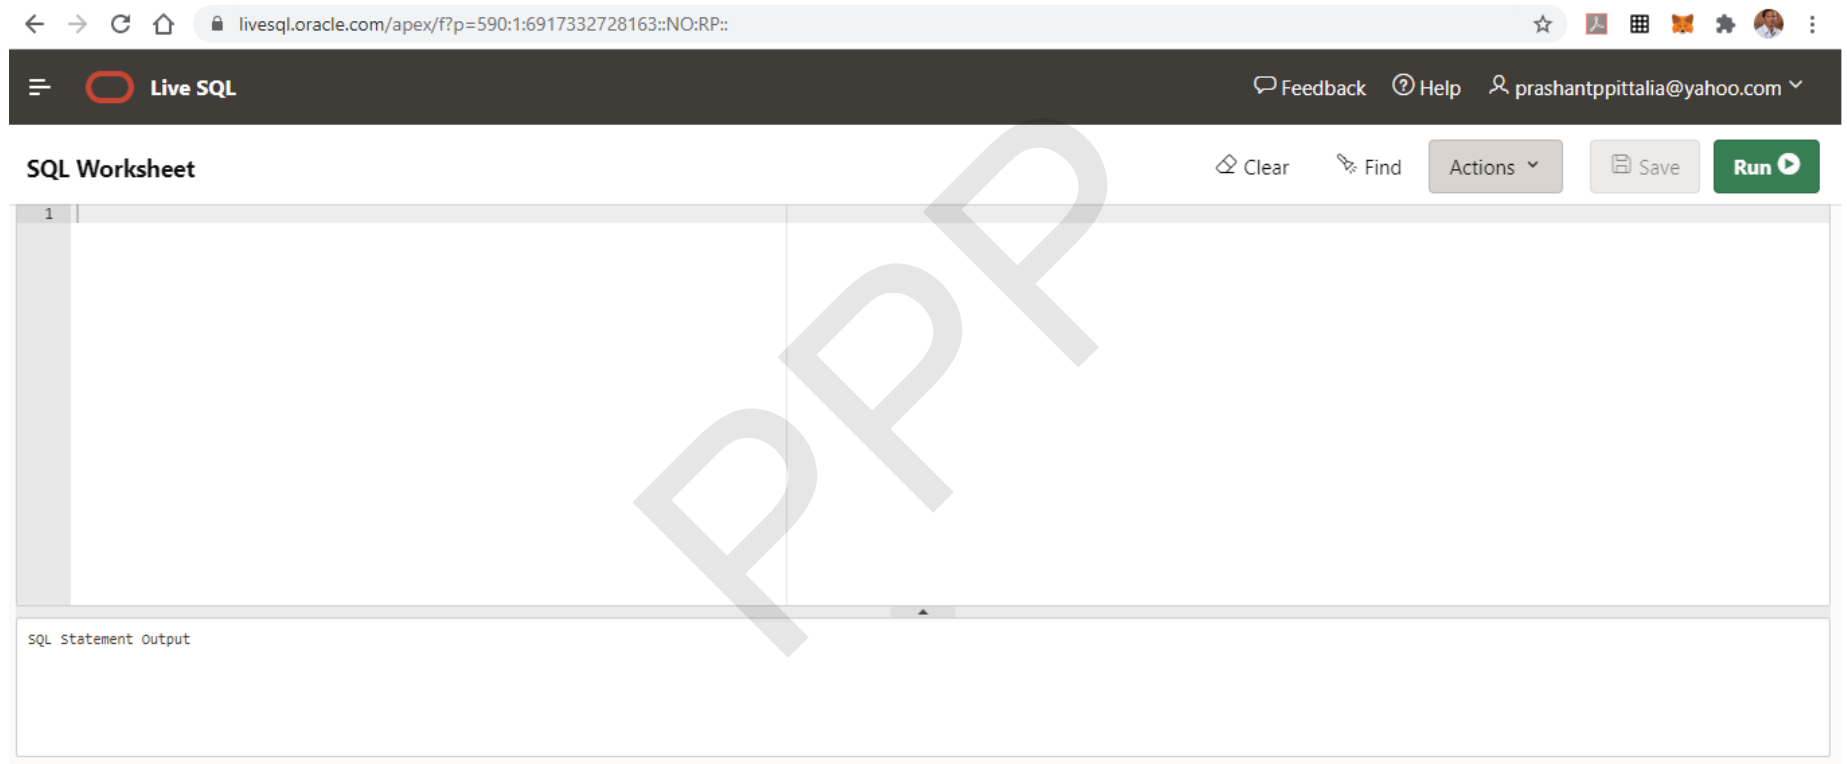 livesql.oracle.com/apex/f?p=590:1:6917332728163::NO:RP::
Live SQL Feedback Help prashantppittalia@yahoo.com
SQL Worksheet Clear Find Actions Save Run
1
PPP
SQL Statement Output